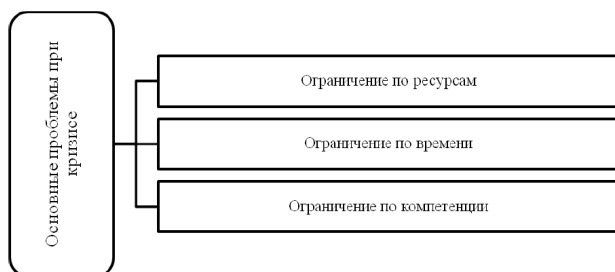 Основные проблемы при
кризисе
Ограничение по ресурсам
Ограничение по времени
Ограничение по компетенции